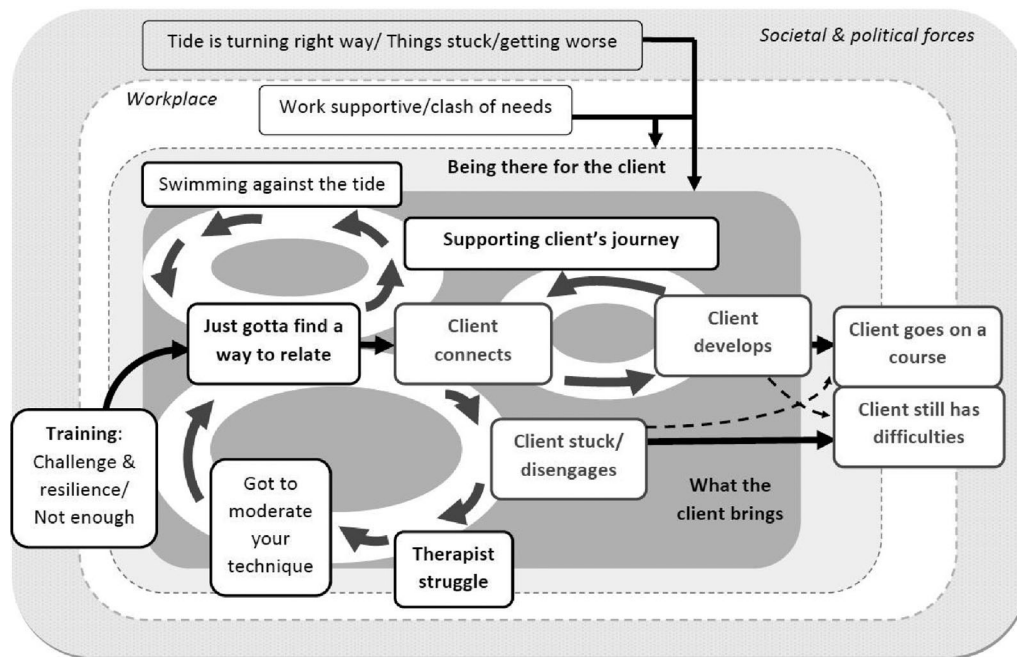 Societal & political forces
Tide is turning right way/ Things stuck/getting worse
Workplace
Work supportive/clash of needs
Being there for the client
Swimming against the tide
Supporting client’s journey
Just gotta find a
way to relate
Client
connects
Client
develops
Client goes on a
course
Training:
Challenge &
resilience/
Not enough
Client stuck/
disengages
Client still has
difficulties
Got to
moderate
your
technique
Therapist
struggle
What the
client brings